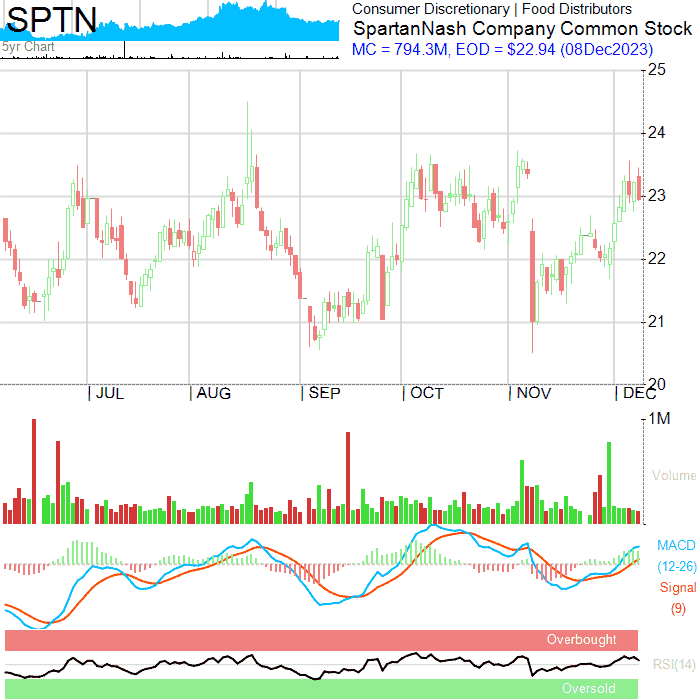 SPTN
5yr Chart
Consumer Discretionary | Food Distributors
SpartanNash Company Common Stock
MC = 794.3M, EOD = $22.94 (08Dec2023)
25
24
23
22
21
20
| JUL | AUG | SEP | OCT | NOV | DEC
1M
Volume
MACD
(12-26)
Signal
(9)
Overbought
RSI(14)
Oversold